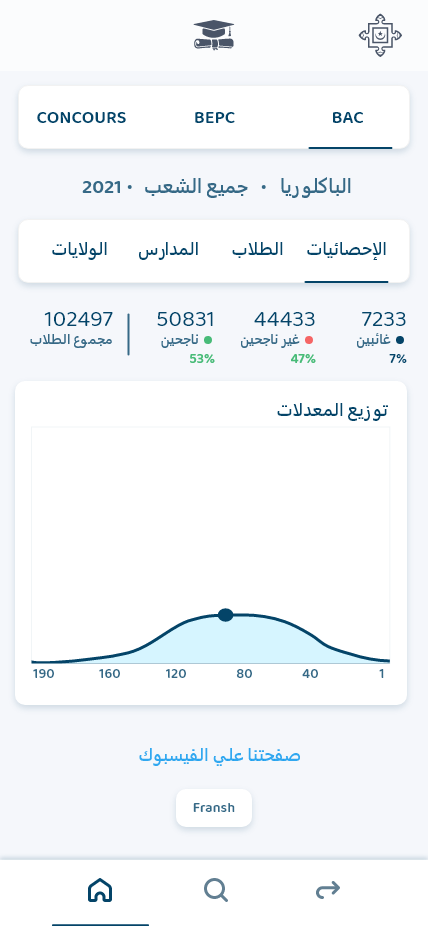 CONCOURS BEPC BAC
الباكلوريا • جميع الشعب • 2021
الإحصائيات الطلاب المدارس الولايات
7233 44433 50831 102497
غائبين غير ناجحين ناجحين مجموع الطلاب
7% 47% 53%
توزيع المعدلات
190 160 120 80 40 1
صفحتنا علي الفيسبوك
Fransh